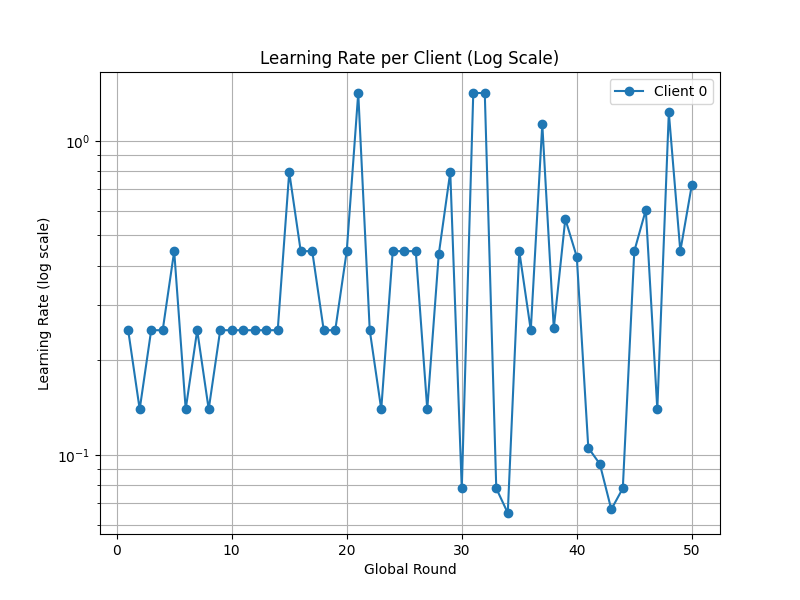 Learning Rate per Client (Log Scale)
Client 0
10⁰
10⁻¹
Learning Rate (log scale)
0 10 20 30 40 50
Global Round